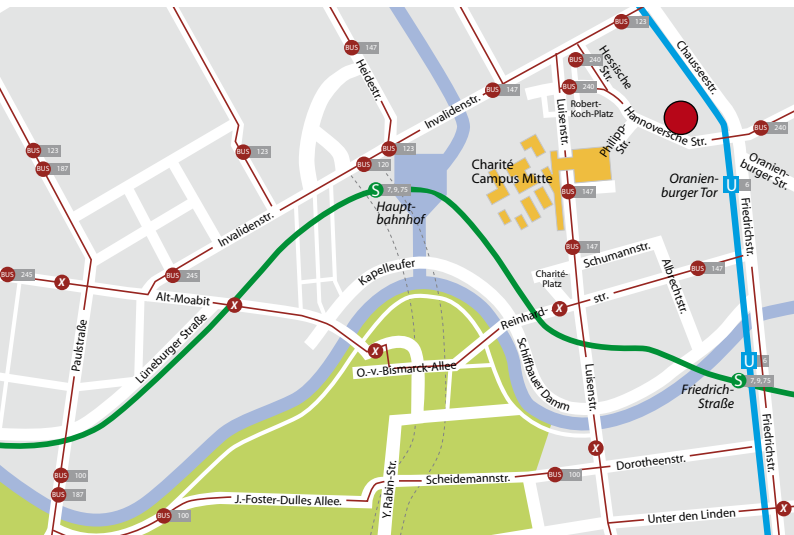 BUS 123
Chausseestr.
BUS 147
Heidestr.
BUS 240
Hessische
Str.
BUS 147
BUS 240
Invalidenstr.
Robert-
Koch-Platz
Luisenstr.
Hannoversche Str.
Philipp-
Str.
BUS 240
BUS 123
BUS 123
BUS 123
BUS 187
BUS 120
Charité
Campus Mitte
Oranien-
burger Str.
Oranien-
burger Tor
U 6
S 7,9,75
Haupt-
bahnhof
BUS 147
Invalidenstr.
Friedrichstr.
BUS 147
Schumannstr.
Albrechtstr.
BUS 147
Kapelleufer
Charité-
Platz
BUS 245
X
BUS 245
Alt-Moabit
X
Reinhard-
str.
X
Paulstraße
Lüneburger Straße
X
O.-v.-Bismarck-Allee
Schiffbauer Damm
Luisenstr.
U 6
S 7,9,75
Friedrich-
Straße
Friedrichstr.
X
BUS 100
BUS 187
BUS 100
J.-Foster-Dulles Allee.
Y.Rabin-Str.
Scheidemannstr.
BUS 100
Dorotheenstr.
Unter den Linden
X